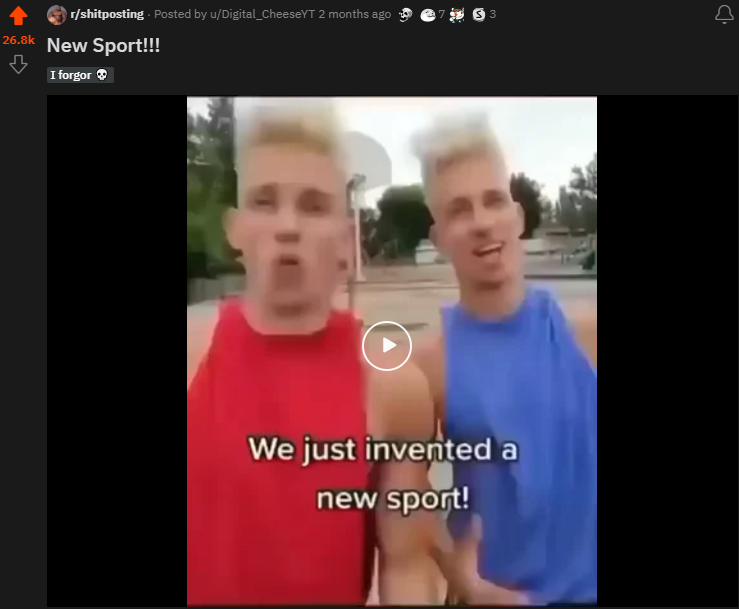 r/shitposting · Posted by u/Digital_CheeseYT 2 months ago 7 3
26.8k
New Sport!!!
I forgor 💀
We just invented a
new sport!